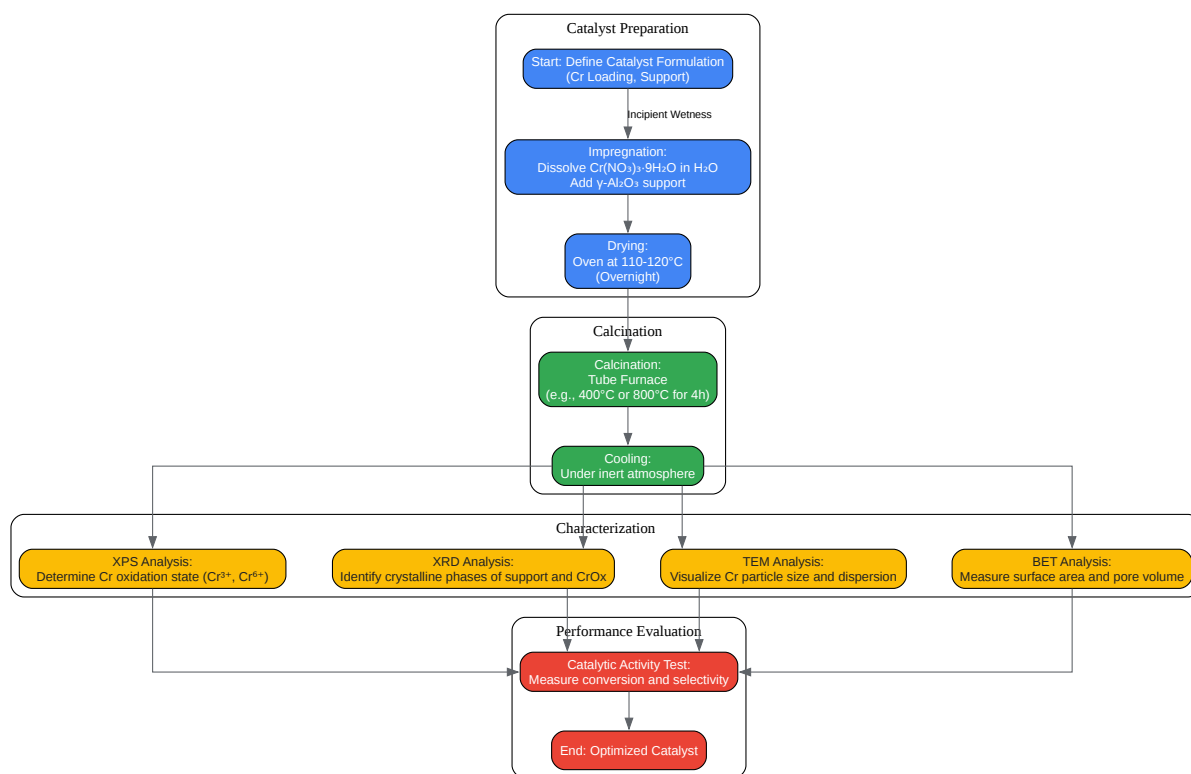 Catalyst Preparation
Start: Define Catalyst Formulation
(Cr Loading, Support)
Incipient Wetness
Impregnation:
Dissolve Cr(NO₃)₃·9H₂O in H₂O
Add γ-Al₂O₃ support
Drying:
Oven at 110-120°C
(Overnight)
Calcination
Calcination:
Tube Furnace
(e.g., 400°C or 800°C for 4h)
Cooling:
Under inert atmosphere
Characterization
XPS Analysis:
Determine Cr oxidation state (Cr³⁺, Cr⁶⁺)
XRD Analysis:
Identify crystalline phases of support and CrOx
TEM Analysis:
Visualize Cr particle size and dispersion
BET Analysis:
Measure surface area and pore volume
Performance Evaluation
Catalytic Activity Test:
Measure conversion and selectivity
End: Optimized Catalyst